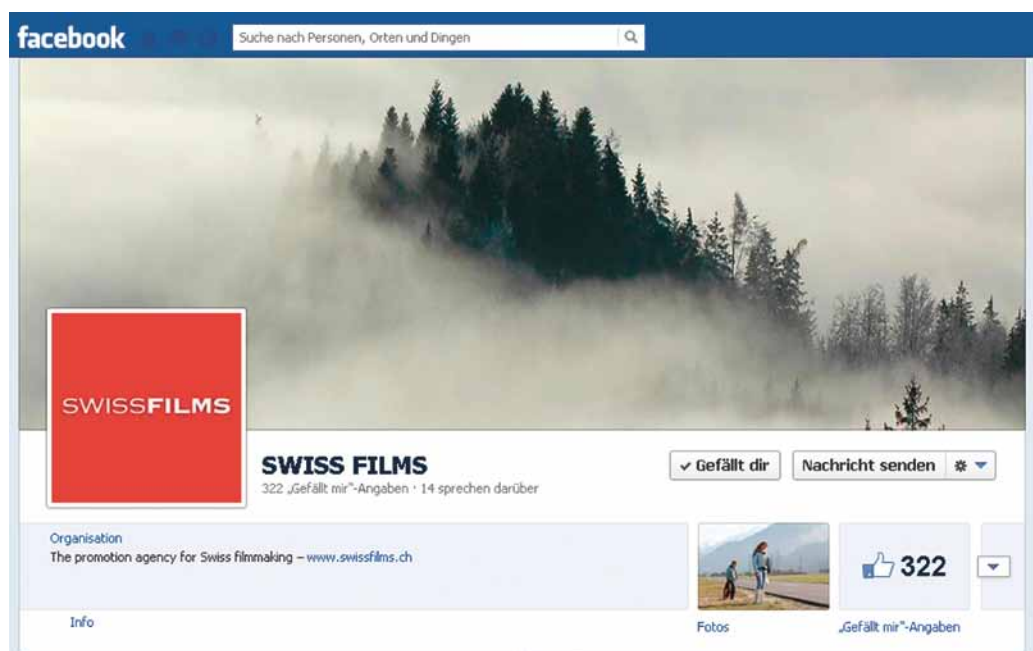 facebook
Suche nach Personen, Orten und Dingen
SWISSFILMS
SWISS FILMS
322 „Gefällt mir"-Angaben · 14 sprechen darüber
✓ Gefällt dir
Nachricht senden
Organisation
The promotion agency for Swiss filmmaking – www.swissfilms.ch
322
Info
Fotos
„Gefällt mir"-Angaben